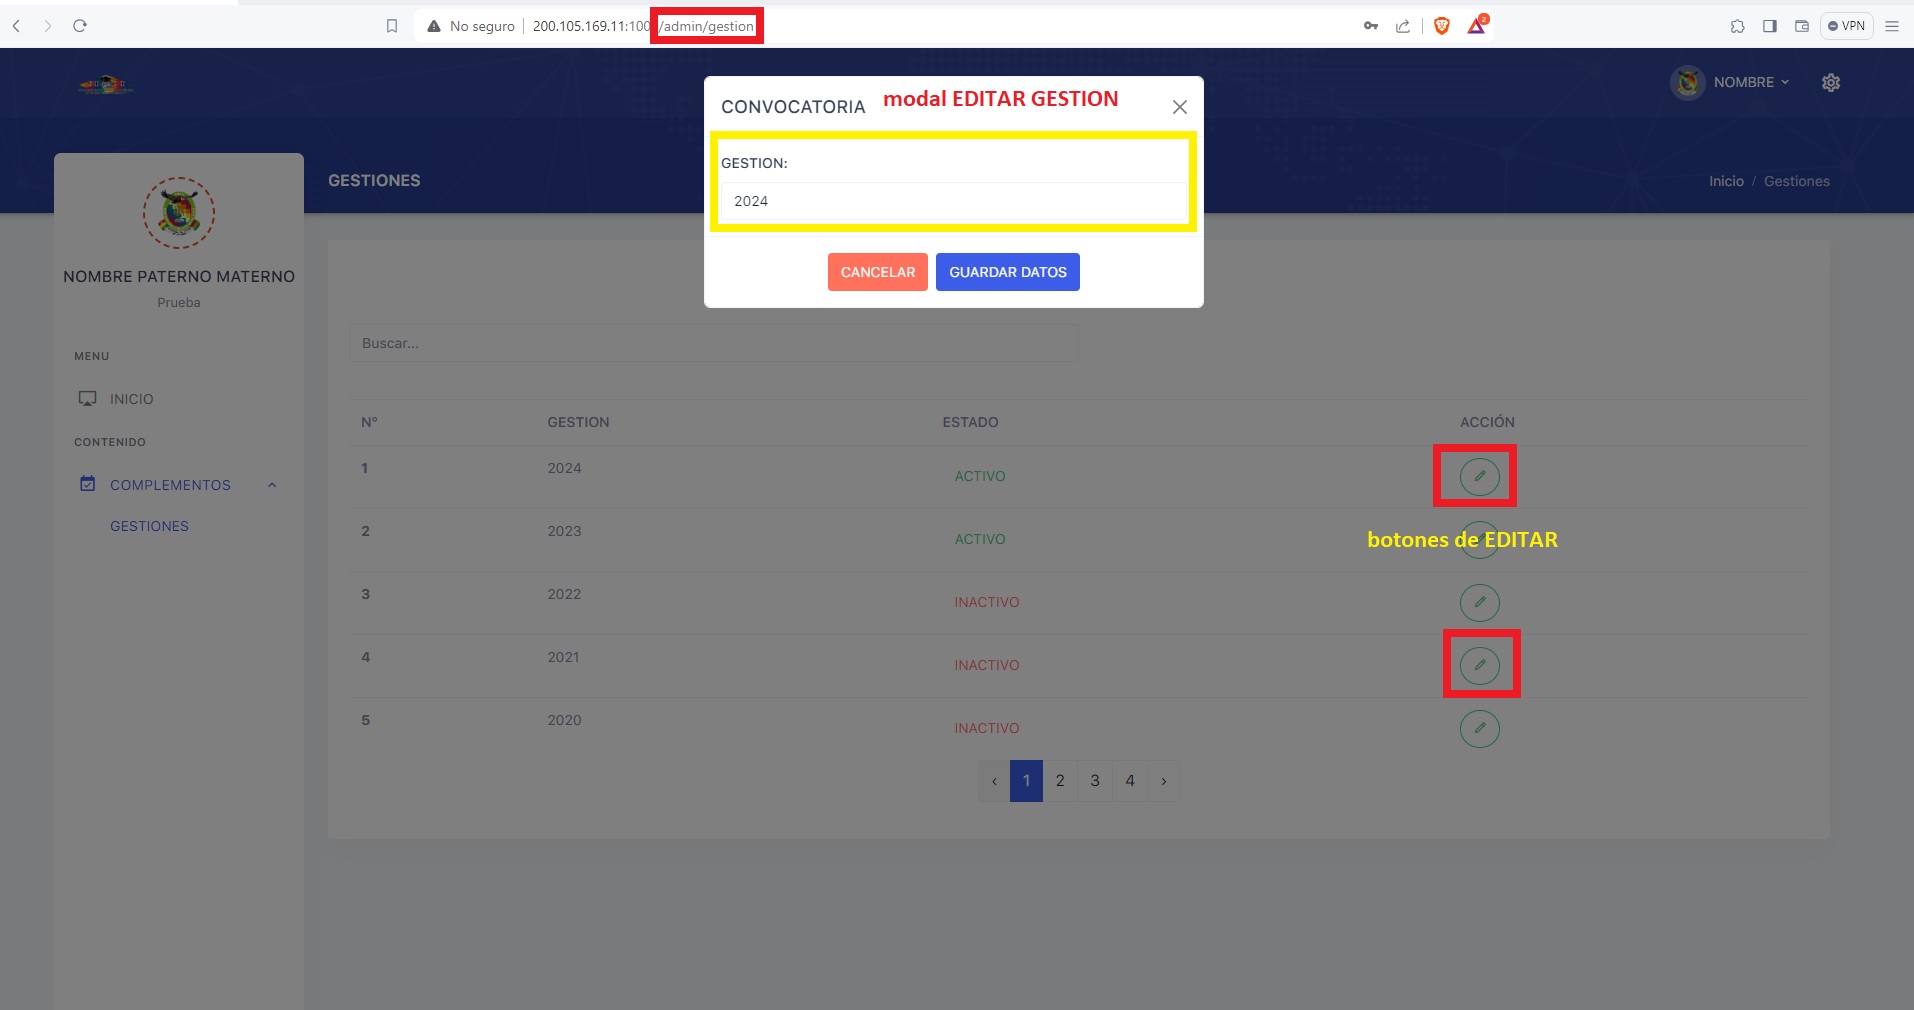 No seguro
200.105.169.11:100
/admin/gestion
2
VPN
NOMBRE
CONVOCATORIA
modal EDITAR GESTION
GESTION:
2024
CANCELAR
GUARDAR DATOS
GESTIONES
Inicio / Gestiones
NOMBRE PATERNO MATERNO
Prueba
MENU
INICIO
CONTENIDO
COMPLEMENTOS
GESTIONES
Buscar...
N° GESTION ESTADO ACCIÓN
1 2024 ACTIVO
2 2023 ACTIVO
botones de EDITAR
3 2022 INACTIVO
4 2021 INACTIVO
5 2020 INACTIVO
‹ 1 2 3 4 ›